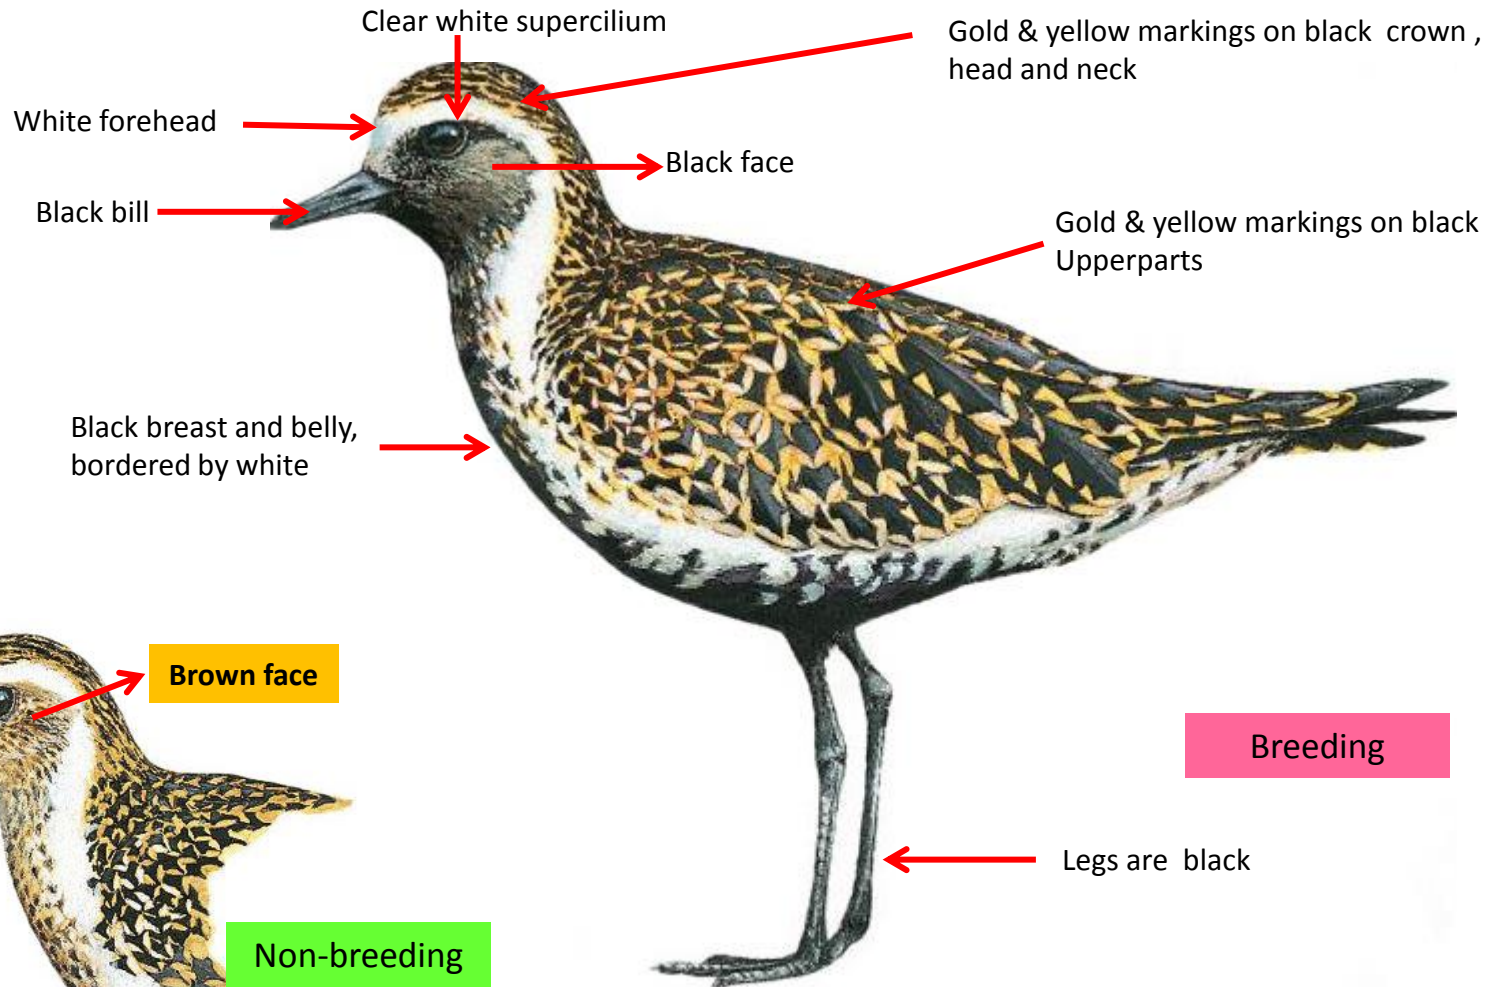 Clear white supercilium
Gold & yellow markings on black crown ,
head and neck
White forehead
Black face
Black bill
Gold & yellow markings on black
Upperparts
Black breast and belly,
bordered by white
Brown face
Breeding
Legs are black
Non-breeding